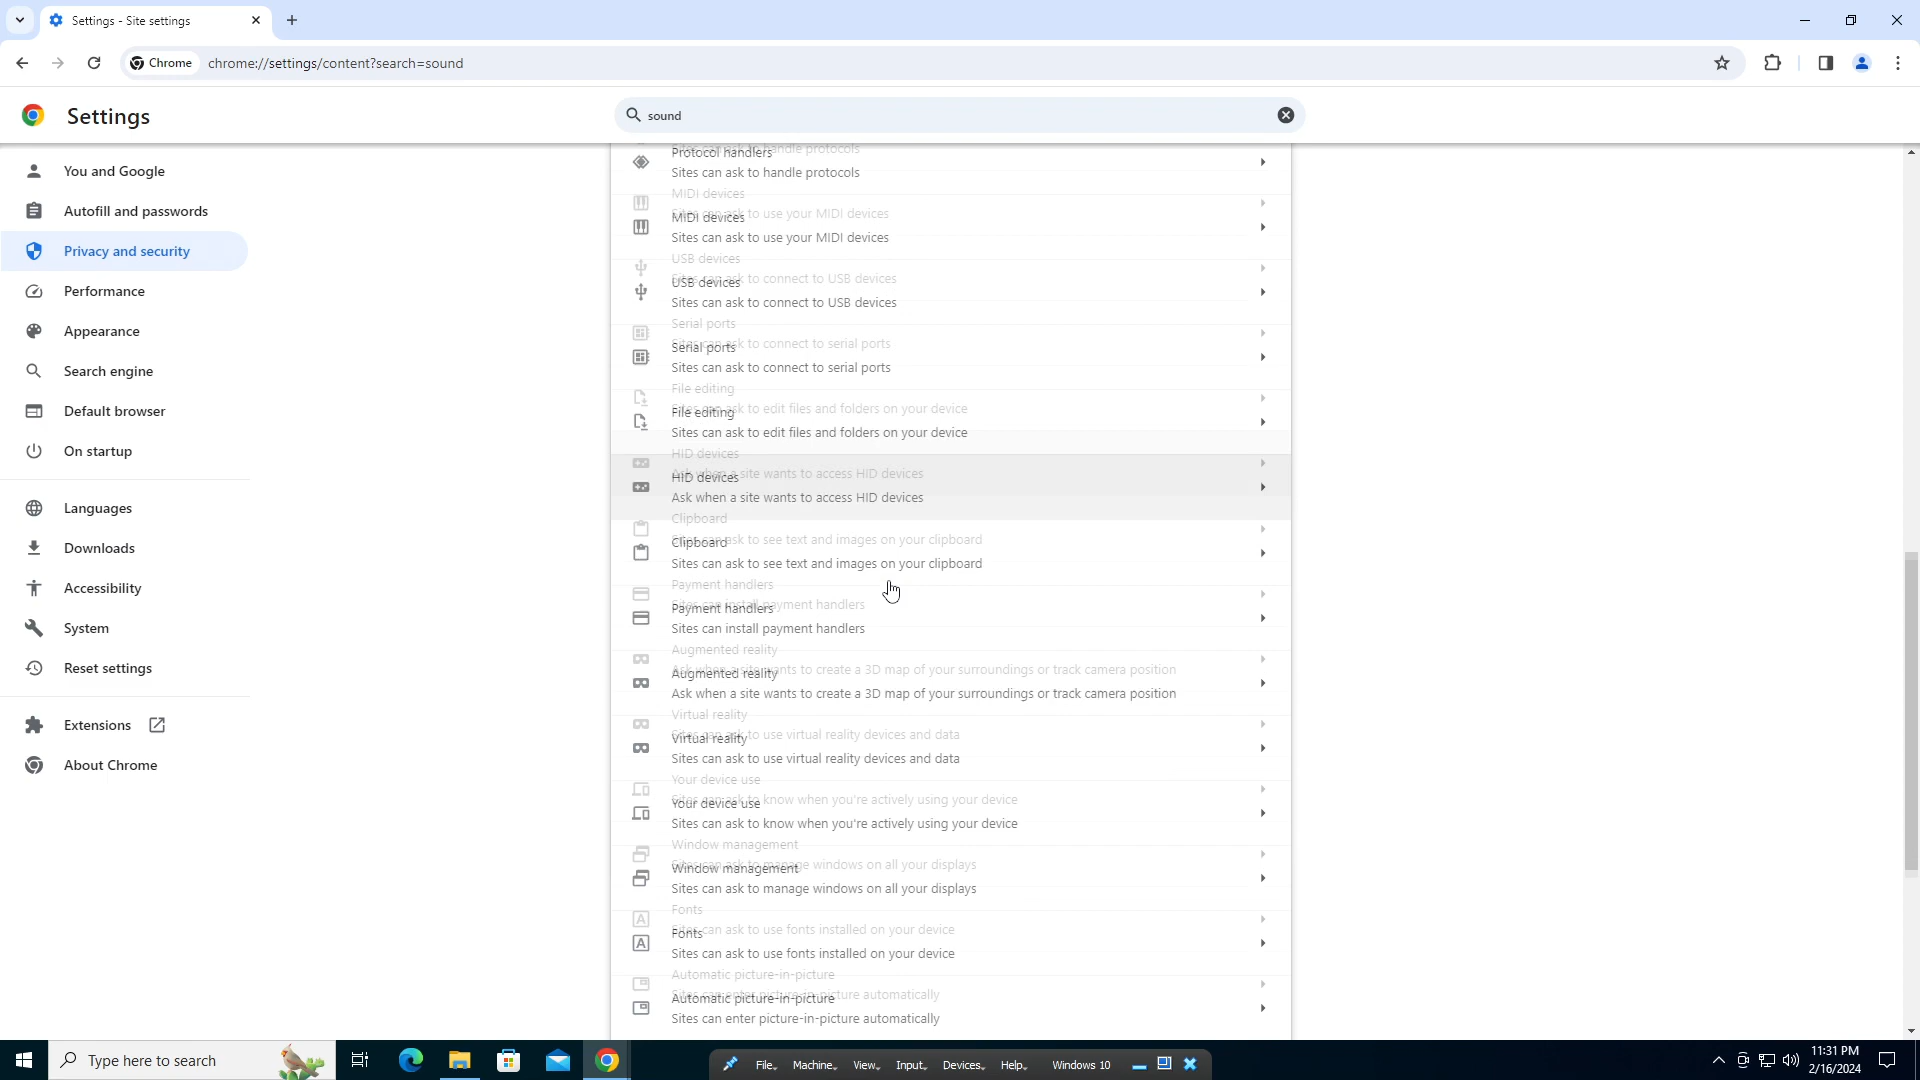 Settings - Site settings
Chrome
chrome://settings/content?search=sound
Settings
sound
You and Google
Autofill and passwords
Privacy and security
Performance
Appearance
Search engine
Default browser
On startup
Languages
Downloads
Accessibility
System
Reset settings
Extensions
About Chrome
Protocol handlers
Sites can ask to handle protocols
MIDI devices
Sites can ask to use your MIDI devices
USB devices
Sites can ask to connect to USB devices
Serial ports
Sites can ask to connect to serial ports
File editing
Sites can ask to edit files and folders on your device
HID devices
Ask when a site wants to access HID devices
Clipboard
Sites can ask to see text and images on your clipboard
Payment handlers
Sites can install payment handlers
Augmented reality
Ask when a site wants to create a 3D map of your surroundings or track camera position
Virtual reality
Sites can ask to use virtual reality devices and data
Your device use
Sites can ask to know when you're actively using your device
Window management
Sites can ask to manage windows on all your displays
Fonts
Sites can ask to use fonts installed on your device
Automatic picture-in-picture
Sites can enter picture-in-picture automatically
Type here to search
File Machine View Input Devices Help Windows 10
11:31 PM
2/16/2024